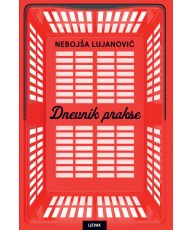 NEBOJŠA LUJANOVIĆ
Dnevnik prakse
LJEVAK